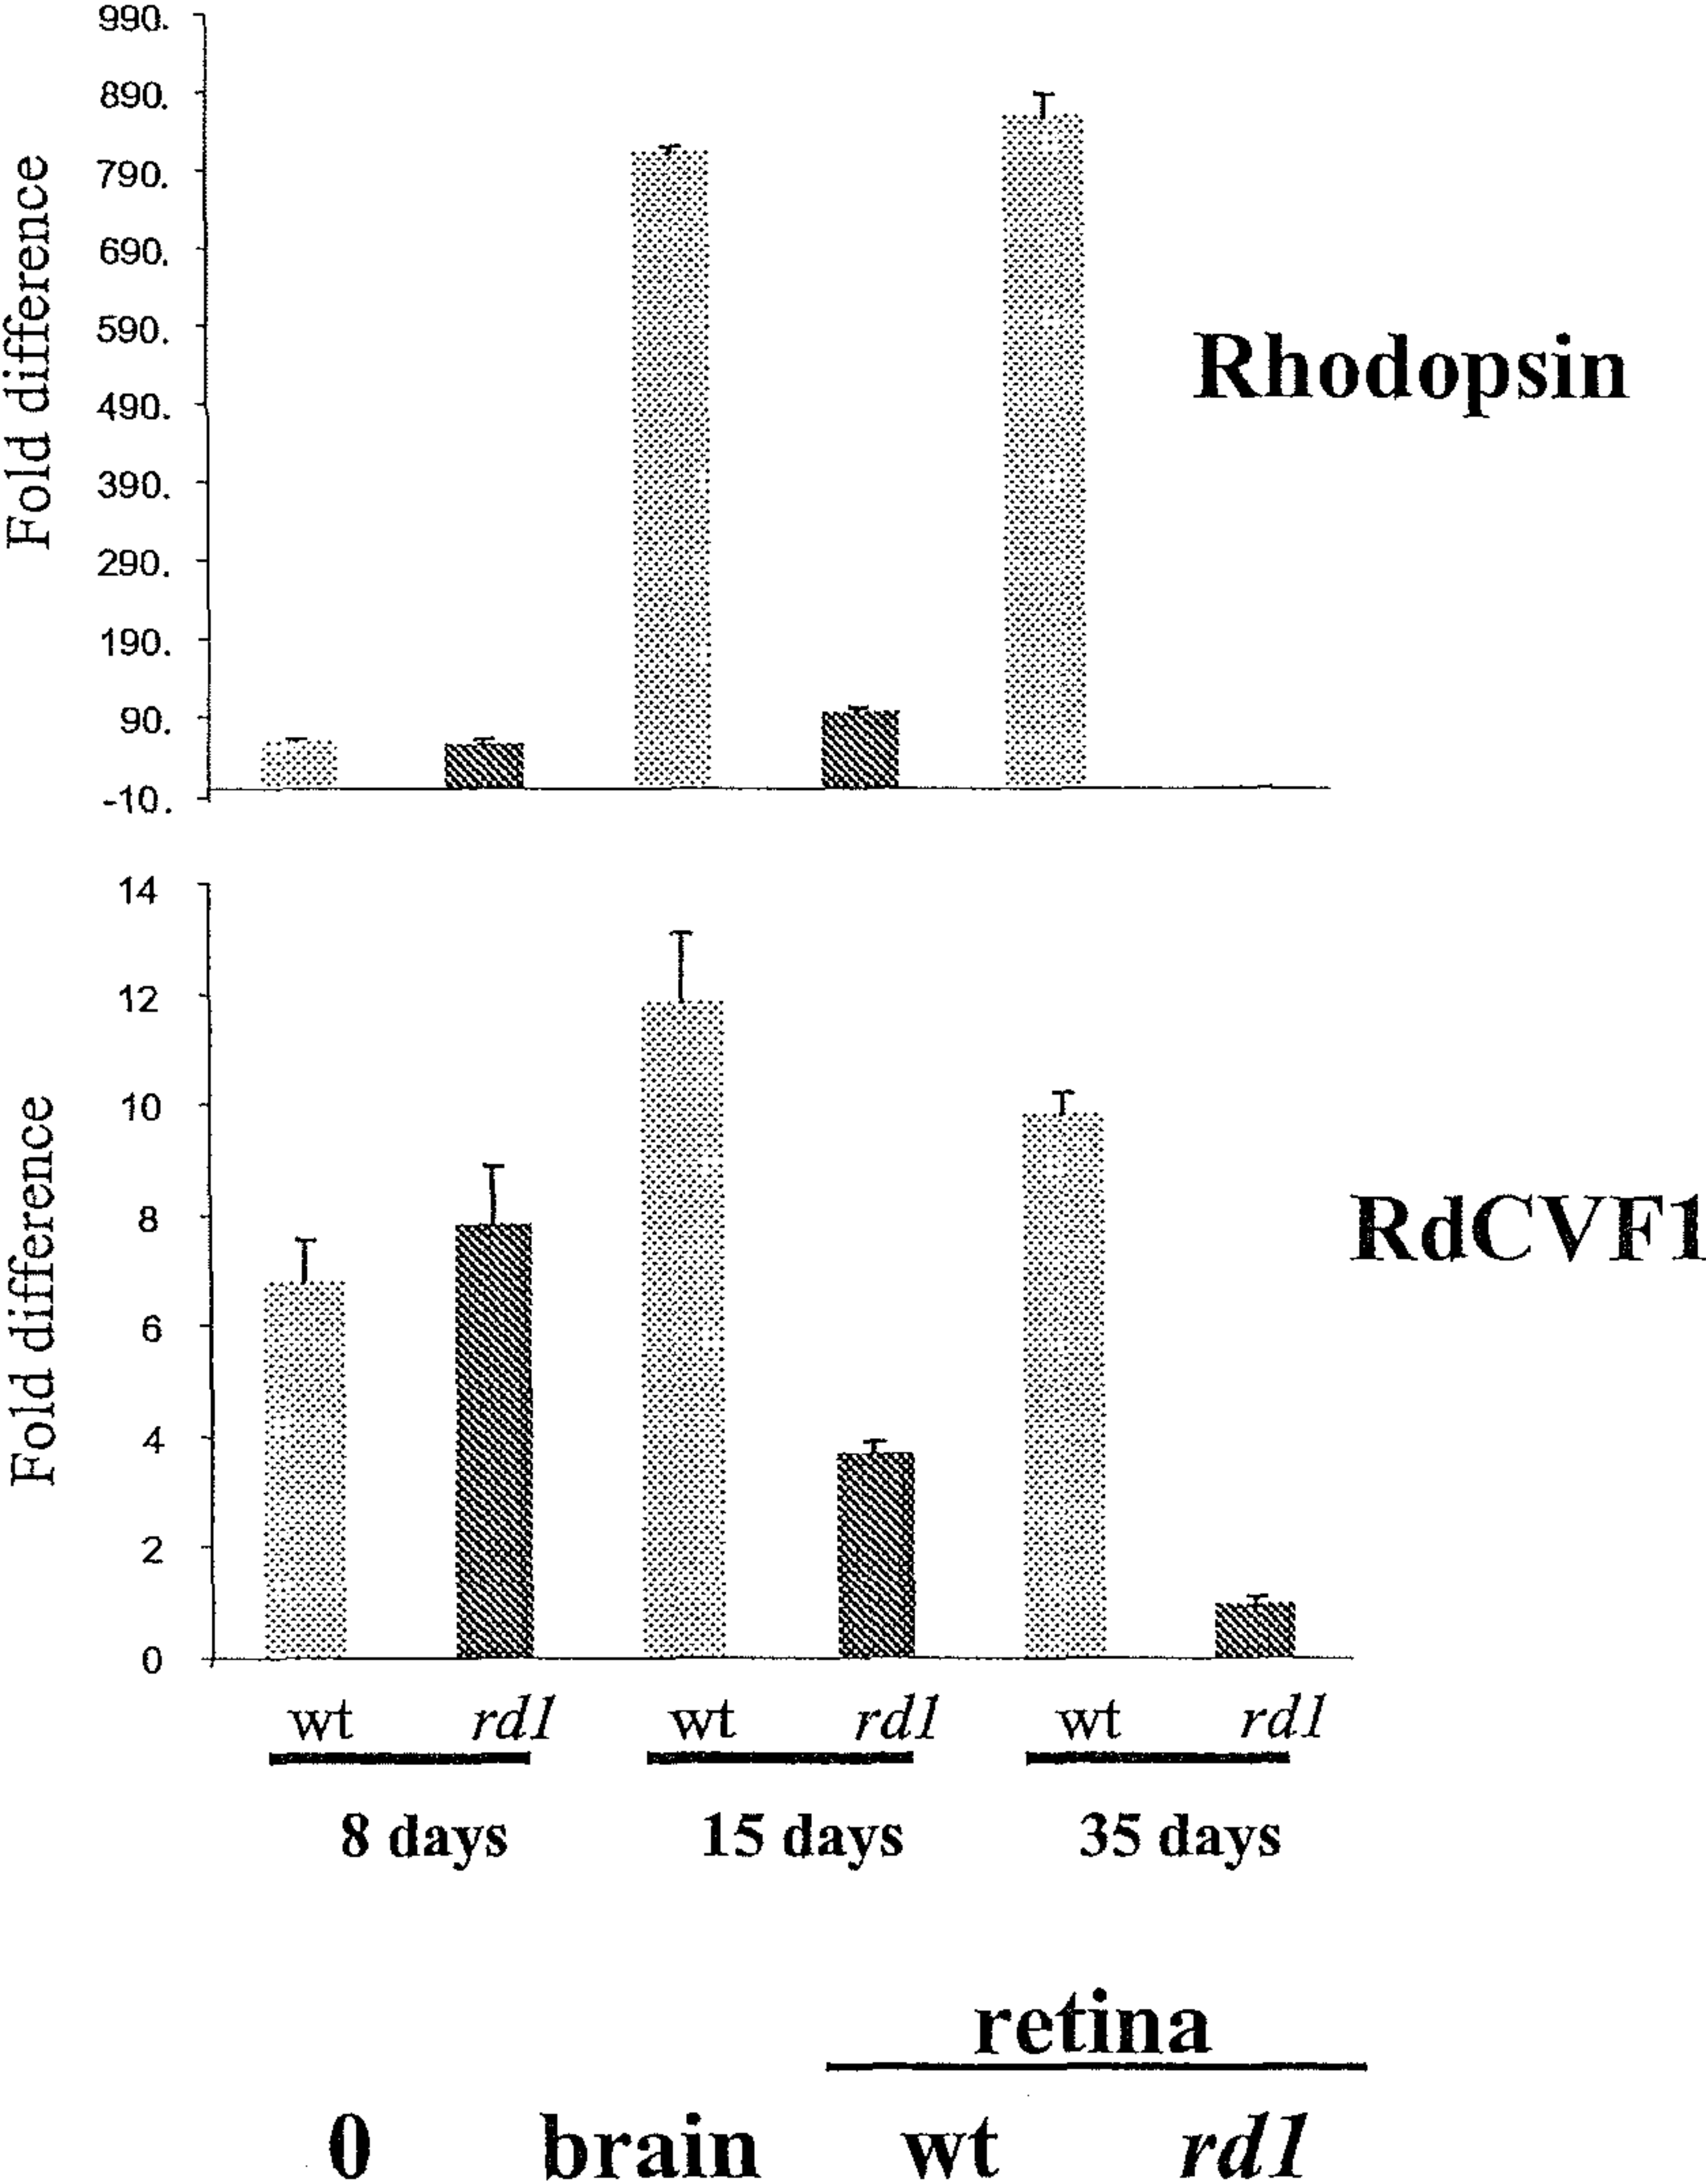 Fold difference
990.
890.
790.
690.
590.
490.
390.
290.
190.
90.
-10.
Rhodopsin
Fold difference
14
12
10
8
6
4
2
0
RdCVF1
wt rd1 wt rd1 wt rd1
8 days 15 days 35 days
retina
0 brain wt rd1